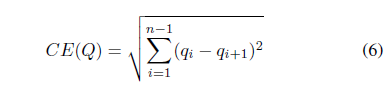 CE(Q) = √∑_{i=1}^{n−1}(q_i − q_{i+1})^2 (6)